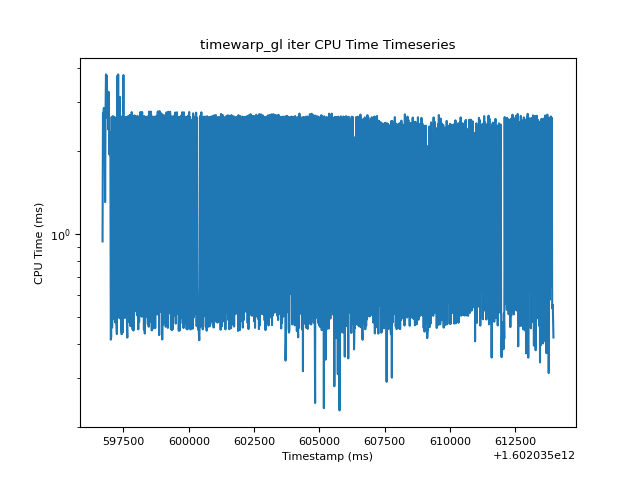 timewarp_gl iter CPU Time Timeseries
CPU Time (ms)
10^0
597500 600000 602500 605000 607500 610000 612500
Timestamp (ms)
+1.602035e12